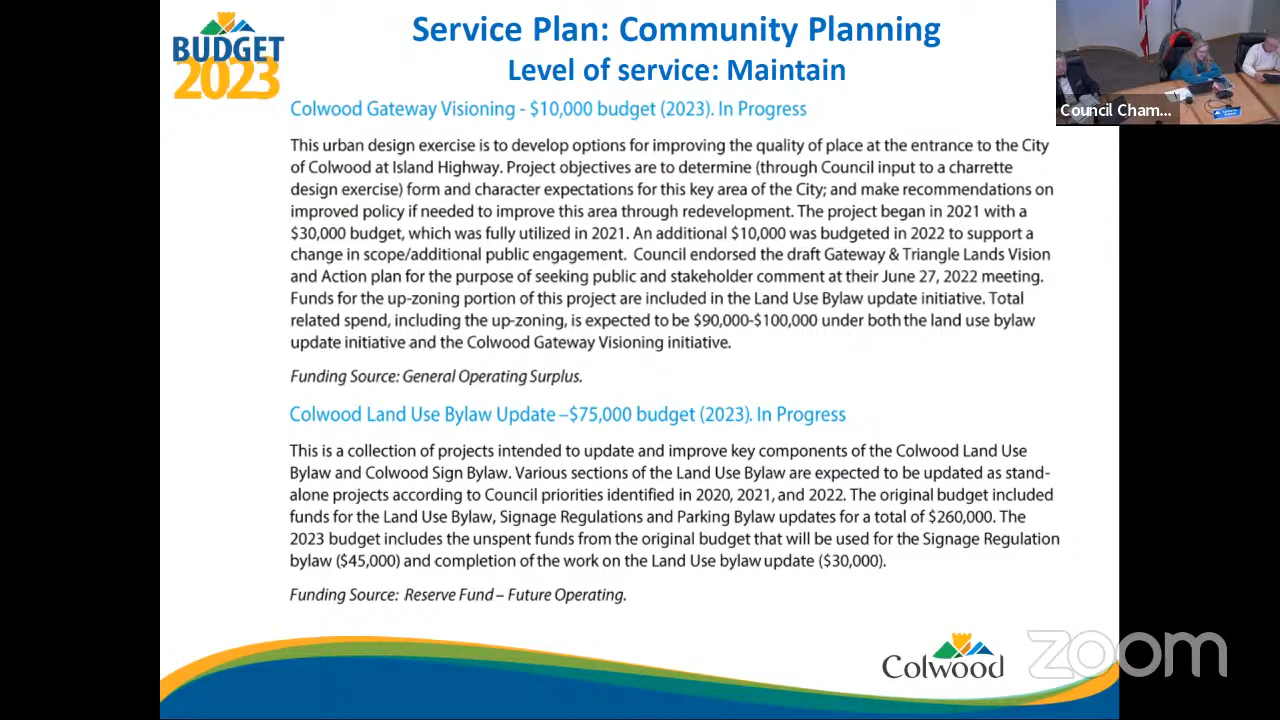 BUDGET
2023
Service Plan: Community Planning
Level of service: Maintain
Council Cham...
Colwood Gateway Visioning - $10,000 budget (2023). In Progress
This urban design exercise is to develop options for improving the quality of place at the entrance to the City
of Colwood at Island Highway. Project objectives are to determine (through Council input to a charrette
design exercise) form and character expectations for this key area of the City; and make recommendations on
improved policy if needed to improve this area through redevelopment. The project began in 2021 with a
$30,000 budget, which was fully utilized in 2021. An additional $10,000 was budgeted in 2022 to support a
change in scope/additional public engagement. Council endorsed the draft Gateway & Triangle Lands Vision
and Action plan for the purpose of seeking public and stakeholder comment at their June 27, 2022 meeting.
Funds for the up-zoning portion of this project are included in the Land Use Bylaw update initiative. Total
related spend, including the up-zoning, is expected to be $90,000-$100,000 under both the land use bylaw
update initiative and the Colwood Gateway Visioning initiative.
Funding Source: General Operating Surplus.
Colwood Land Use Bylaw Update –$75,000 budget (2023). In Progress
This is a collection of projects intended to update and improve key components of the Colwood Land Use
Bylaw and Colwood Sign Bylaw. Various sections of the Land Use Bylaw are expected to be updated as stand-
alone projects according to Council priorities identified in 2020, 2021, and 2022. The original budget included
funds for the Land Use Bylaw, Signage Regulations and Parking Bylaw updates for a total of $260,000. The
2023 budget includes the unspent funds from the original budget that will be used for the Signage Regulation
bylaw ($45,000) and completion of the work on the Land Use bylaw update ($30,000).
Funding Source: Reserve Fund – Future Operating.
Colwood
zoom